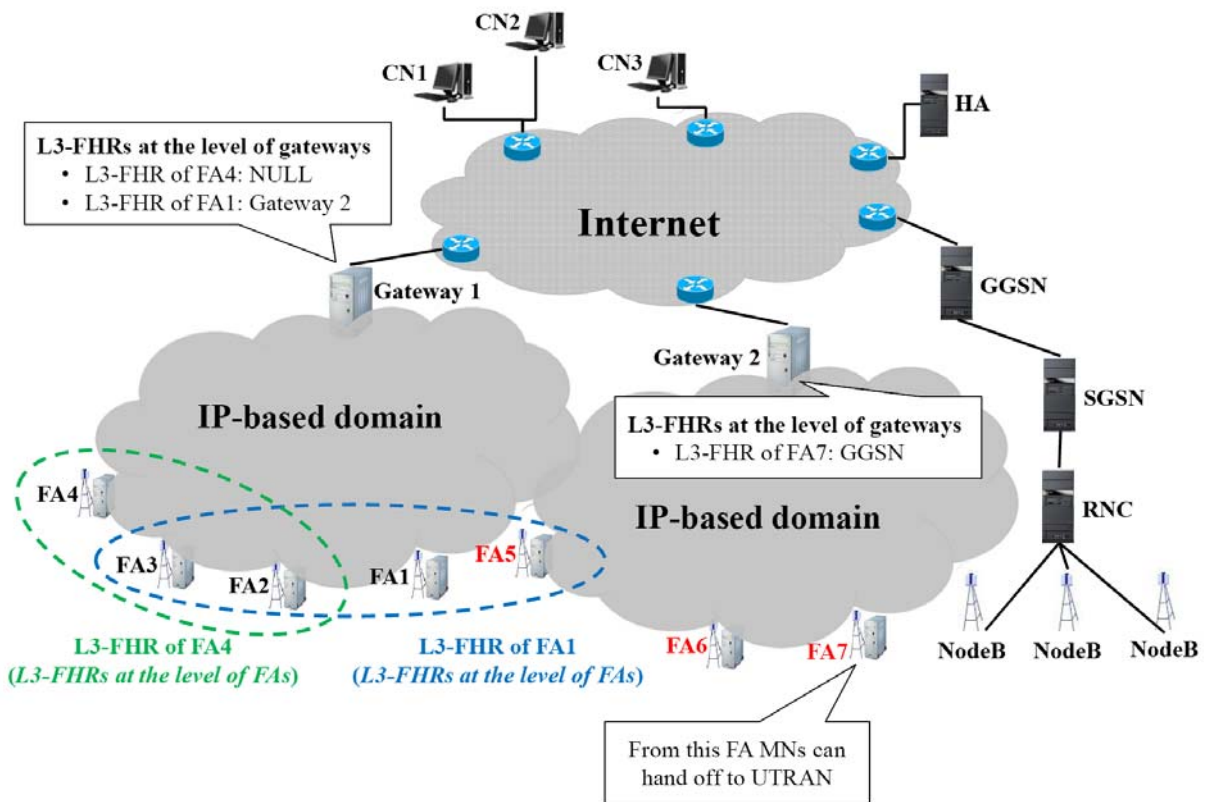 CN2
CN1
CN3
HA
L3-FHRs at the level of gateways
• L3-FHR of FA4: NULL
• L3-FHR of FA1: Gateway 2
Internet
Gateway 1
GGSN
Gateway 2
SGSN
IP-based domain
L3-FHRs at the level of gateways
• L3-FHR of FA7: GGSN
FA4
RNC
IP-based domain
FA3
FA2
FA1
FA5
L3-FHR of FA4
(L3-FHRs at the level of FAs)
L3-FHR of FA1
(L3-FHRs at the level of FAs)
FA6
FA7
NodeB
NodeB
NodeB
From this FA MNs can
hand off to UTRAN